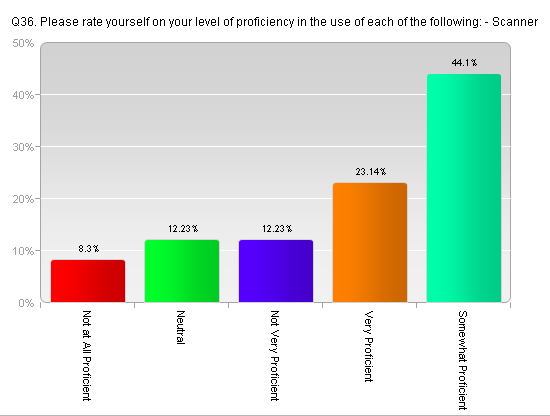 Q36. Please rate yourself on your level of proficiency in the use of each of the following: - Scanner
50%
40%
30%
20%
10%
0%
8.3%
12.23%
12.23%
23.14%
44.1%
Not at All Proficient
Neutral
Not Very Proficient
Very Proficient
Somewhat Proficient